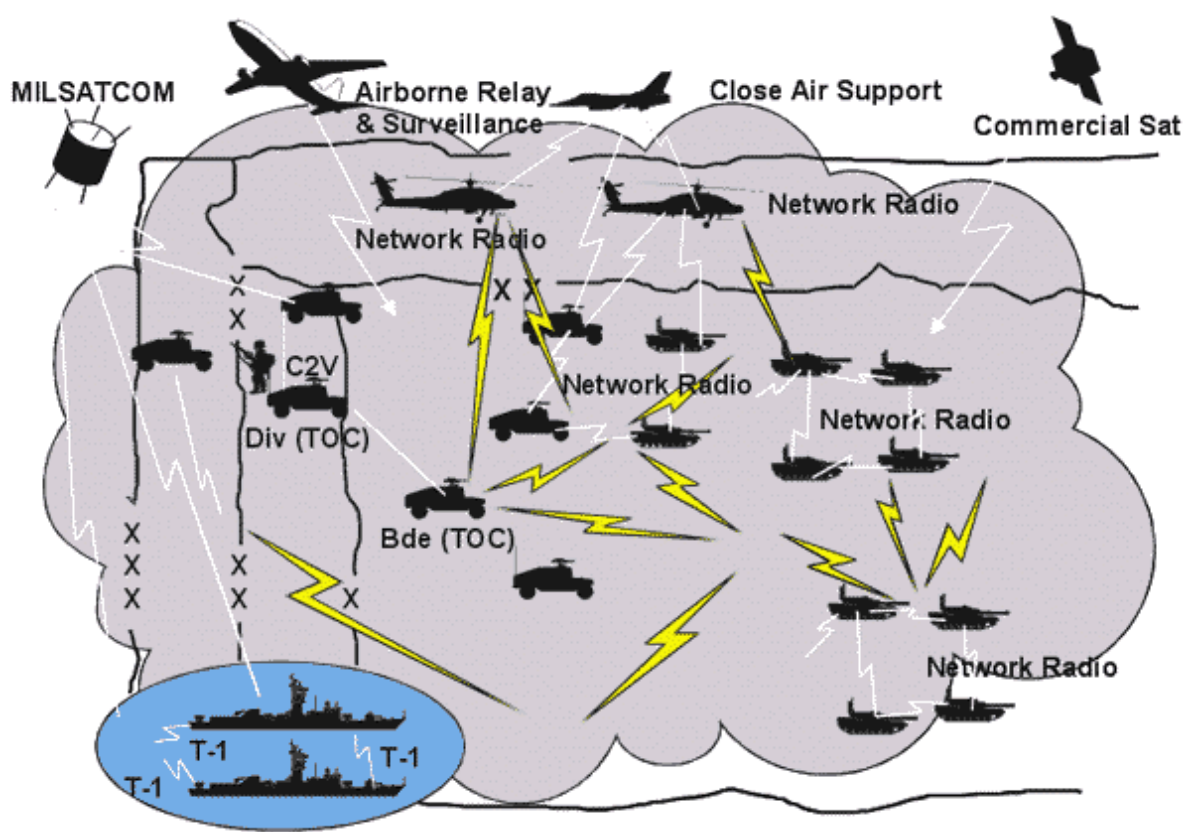 MILSATCOM
Airborne Relay
& Surveillance
Close Air Support
Commercial Sat
Network Radio
Network Radio
X
X
X
X X
C2V
Div (TOC)
Network Radio
Network Radio
Bde (TOC)
X
X
X
X
X
X
Network Radio
T-1
T-1
T-1